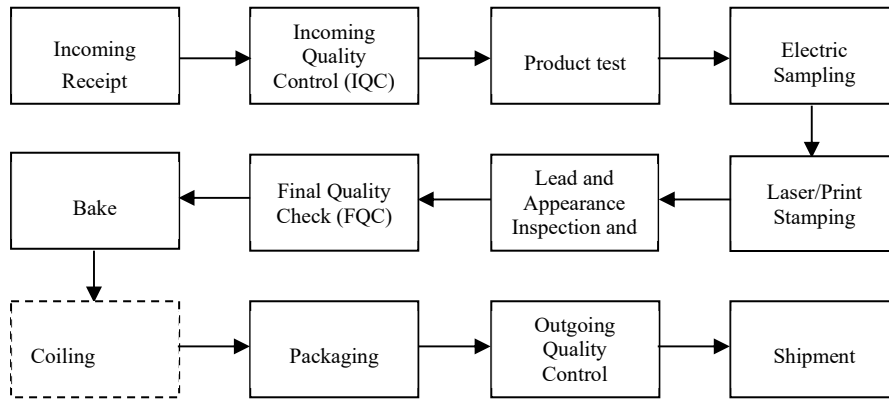 Incoming
Receipt
Incoming
Quality
Control (IQC)
Product test
Electric
Sampling
Laser/Print
Stamping
Lead and
Appearance
Inspection and
Final Quality
Check (FQC)
Bake
Coiling
Packaging
Outgoing
Quality
Control
Shipment